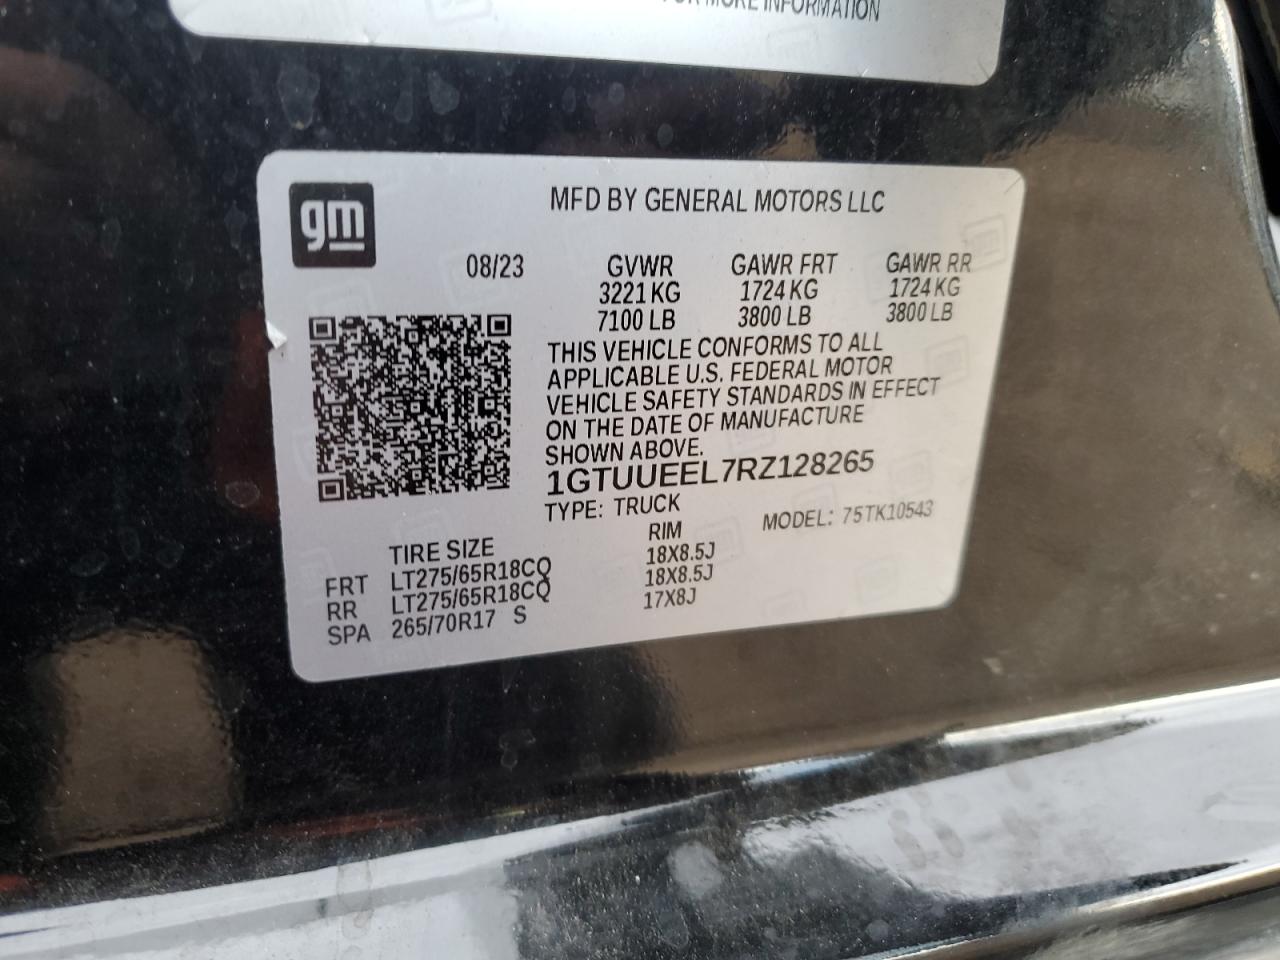 FOR MORE INFORMATION
gm
MFD BY GENERAL MOTORS LLC
08/23 GVWR GAWR FRT GAWR RR
3221 KG 1724 KG 1724 KG
7100 LB 3800 LB 3800 LB
THIS VEHICLE CONFORMS TO ALL
APPLICABLE U.S. FEDERAL MOTOR
VEHICLE SAFETY STANDARDS IN EFFECT
ON THE DATE OF MANUFACTURE
SHOWN ABOVE.
1GTUUEEL7RZ128265
TYPE: TRUCK MODEL: 75TK10543
TIRE SIZE RIM
FRT LT275/65R18CQ 18X8.5J
RR LT275/65R18CQ 18X8.5J
SPA 265/70R17 S 17X8J